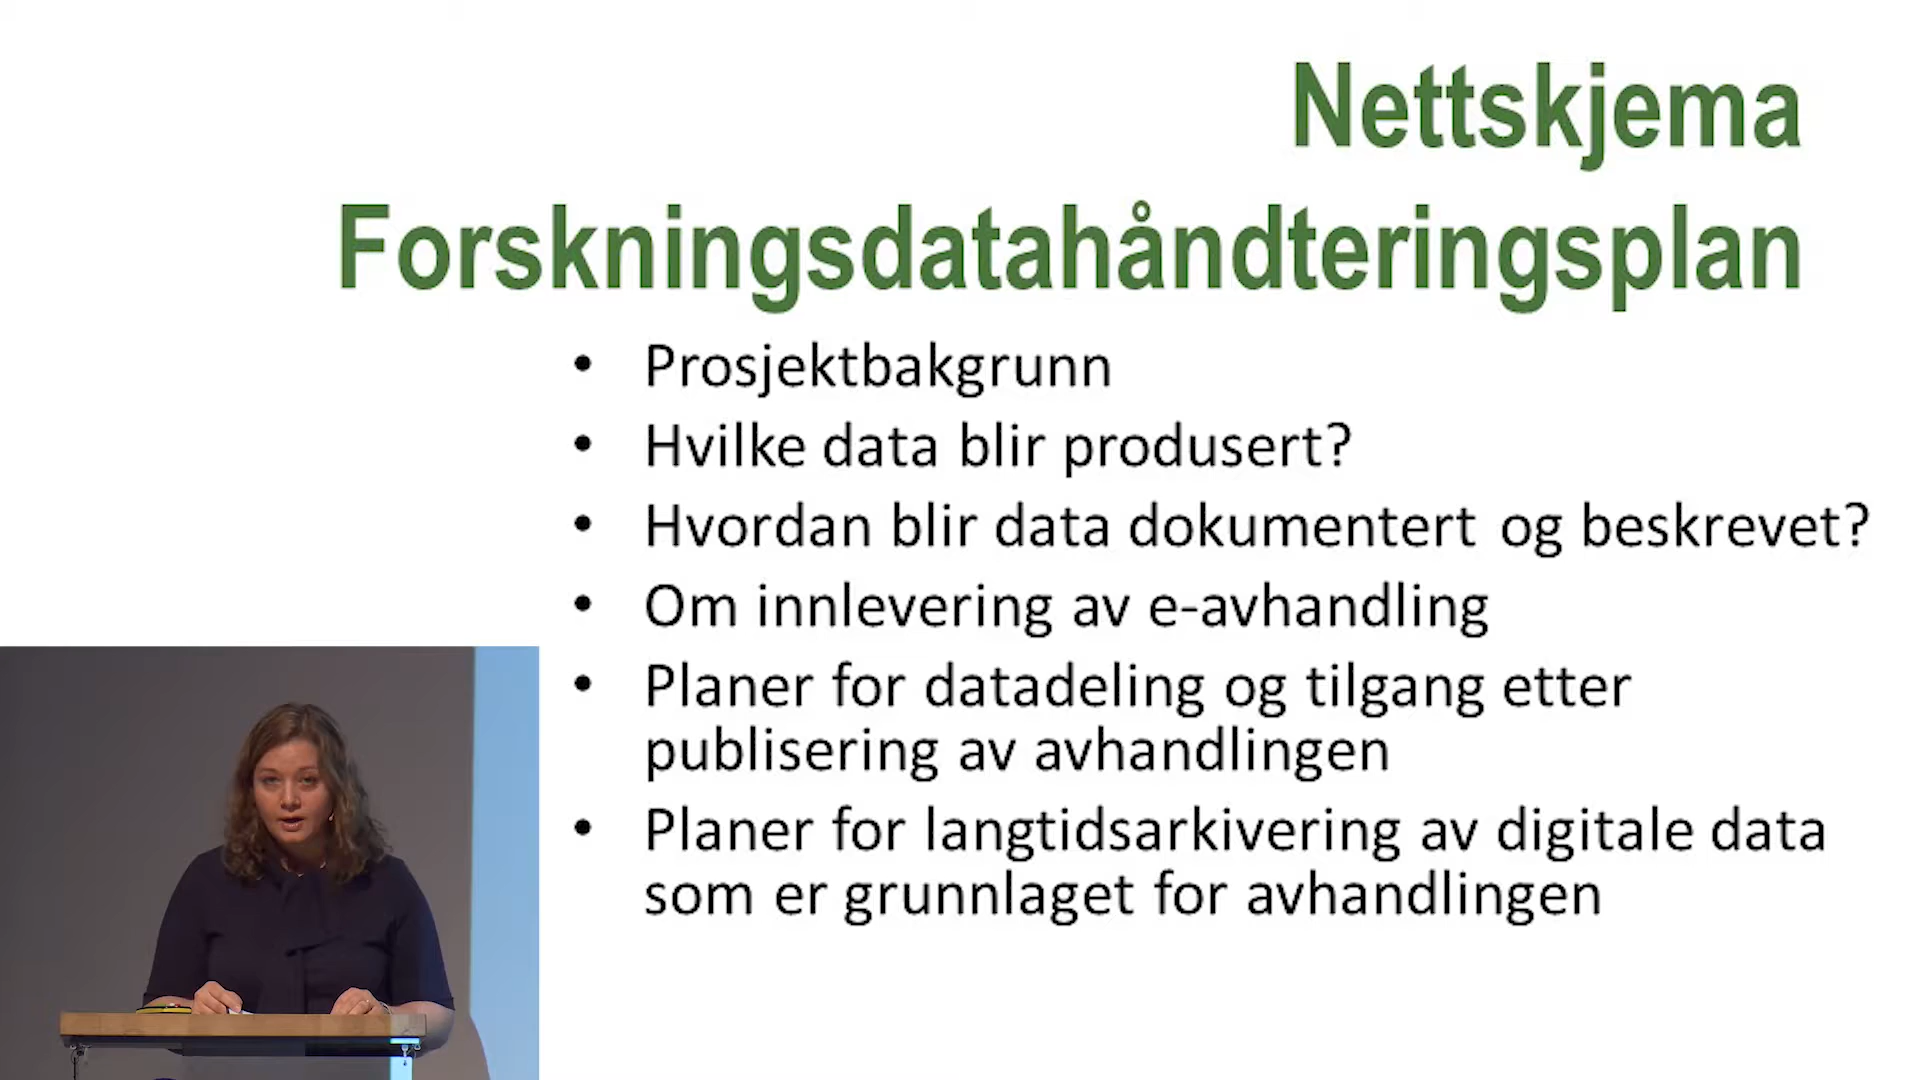 Nettskjema
Forskningsdatahåndteringsplan
• Prosjektbakgrunn
• Hvilke data blir produsert?
• Hvordan blir data dokumentert og beskrevet?
• Om innlevering av e-avhandling
• Planer for datadeling og tilgang etter
publisering av avhandlingen
• Planer for langtidsarkivering av digitale data
som er grunnlaget for avhandlingen